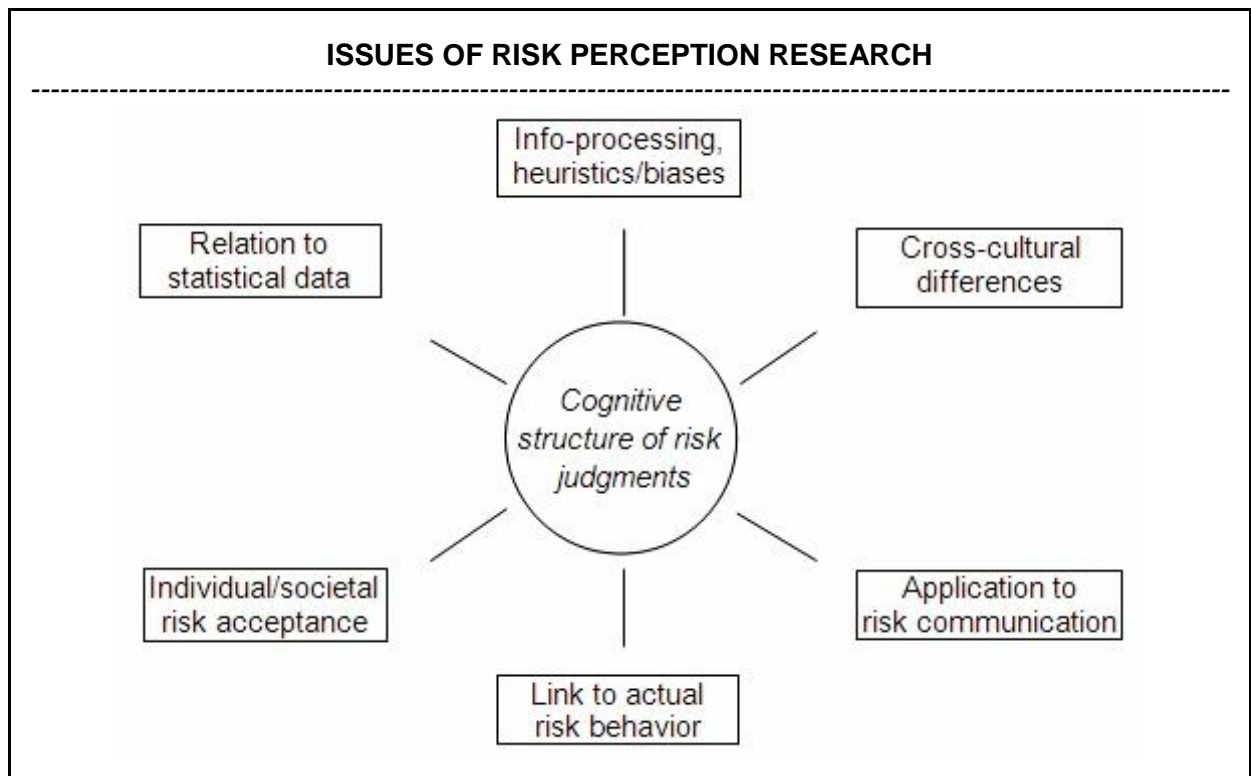 ISSUES OF RISK PERCEPTION RESEARCH
Info-processing,
heuristics/biases
Relation to
statistical data
Cross-cultural
differences
Cognitive
structure of risk
judgments
Individual/societal
risk acceptance
Application to
risk communication
Link to actual
risk behavior